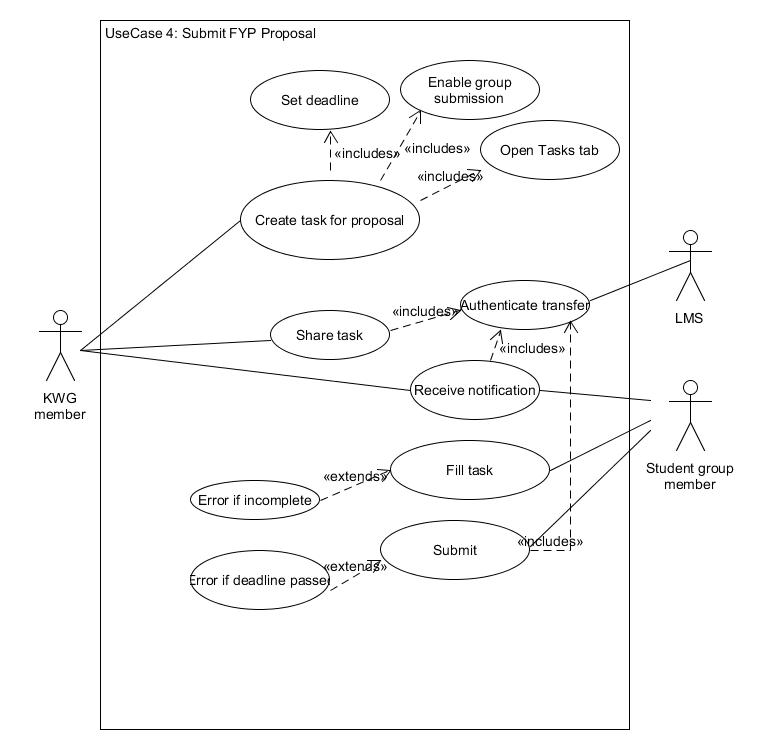 UseCase 4: Submit FYP Proposal
Set deadline
Enable group
submission
«includes»
«includes»
Open Tasks tab
«includes»
Create task for proposal
LMS
Authenticate transfer
«includes»
Share task
«includes»
KWG
member
Receive notification
Student group
member
Fill task
«extends»
Error if incomplete
Submit
«includes»
«extends»
Error if deadline passe